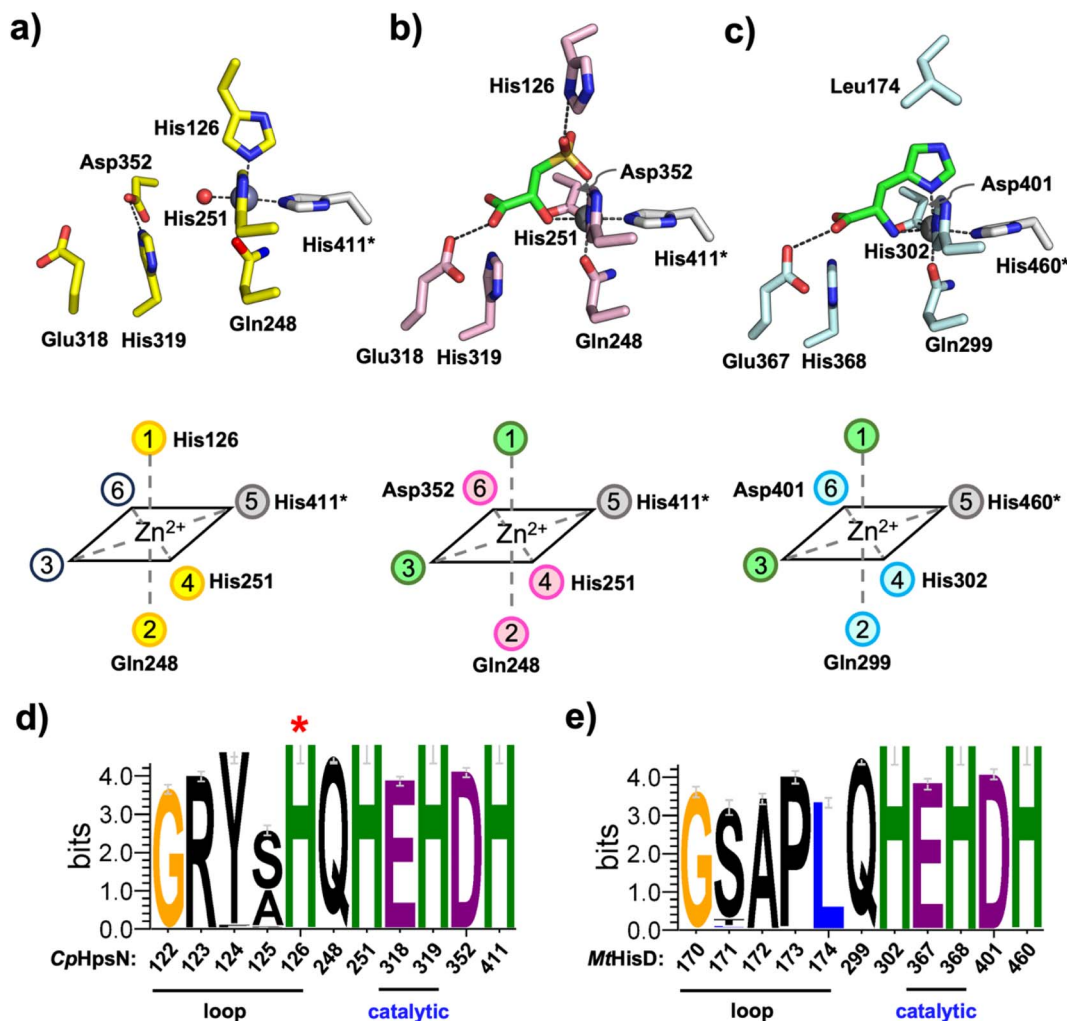 a)
His126
Asp352
His251
His411*
Glu318
His319
Gln248
b)
His126
Asp352
His251
His411*
Glu318
His319
Gln248
c)
Leu174
Asp401
His302
His460*
Glu367
His368
Gln299
1
His126
6
5
His411*
Zn2+
3
4
His251
2
Gln248
1
Asp352
6
5
His411*
Zn2+
3
4
His251
2
Gln248
1
Asp401
6
5
His460*
Zn2+
3
4
His302
2
Gln299
d)
*
bits
4.0
3.0
2.0
1.0
0.0
G R Y S A H Q H E H D H
CpHpsN:
122 123 124 125 126 248 251 318 319 352 411
loop
catalytic
e)
bits
4.0
3.0
2.0
1.0
0.0
G S A P L Q H E H D H
MtHisD:
170 171 172 173 174 299 302 367 368 401 460
loop
catalytic